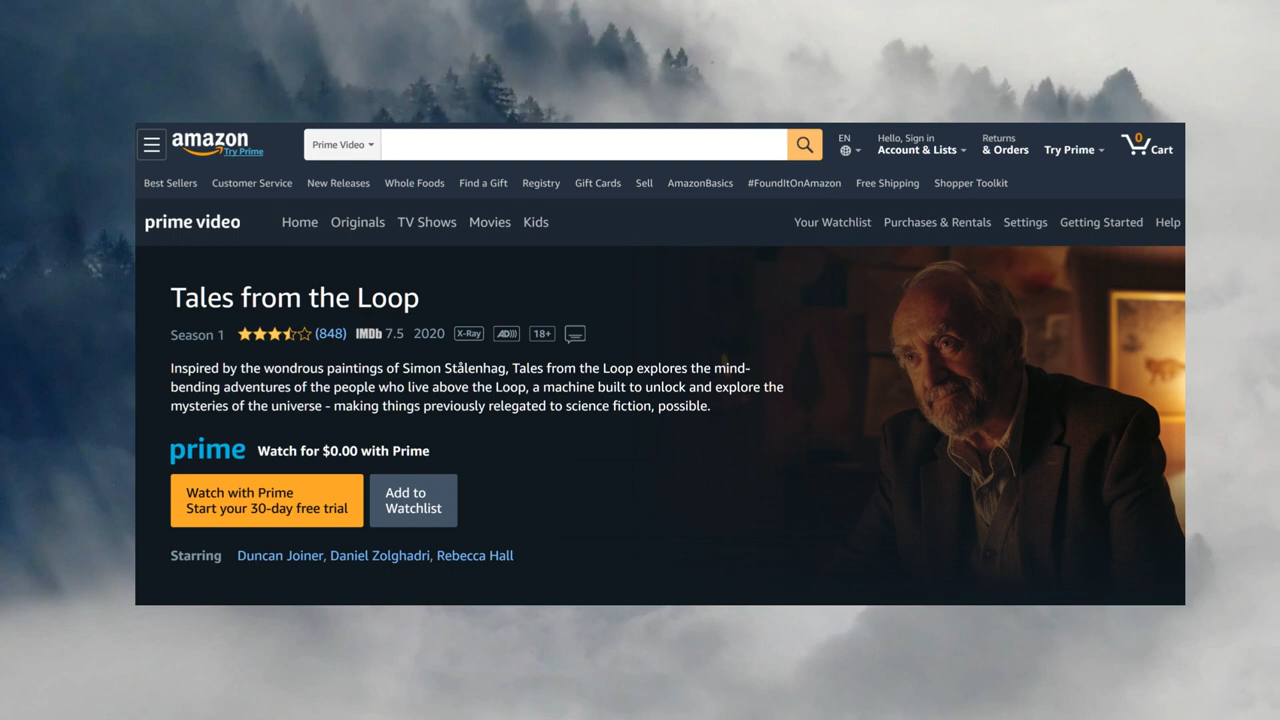 amazon
Try Prime
Prime Video
EN
Hello, Sign in
Account & Lists
Returns
& Orders
Try Prime
0
Cart
Best Sellers Customer Service New Releases Whole Foods Find a Gift Registry Gift Cards Sell AmazonBasics #FoundItOnAmazon Free Shipping Shopper Toolkit
prime video Home Originals TV Shows Movies Kids Your Watchlist Purchases & Rentals Settings Getting Started Help
Tales from the Loop
Season 1 (848) IMDb 7.5 2020 X-Ray AD))) 18+
Inspired by the wondrous paintings of Simon Stålenhag, Tales from the Loop explores the mind-
bending adventures of the people who live above the Loop, a machine built to unlock and explore the
mysteries of the universe - making things previously relegated to science fiction, possible.
prime Watch for $0.00 with Prime
Watch with Prime
Start your 30-day free trial
Add to
Watchlist
Starring Duncan Joiner, Daniel Zolghadri, Rebecca Hall